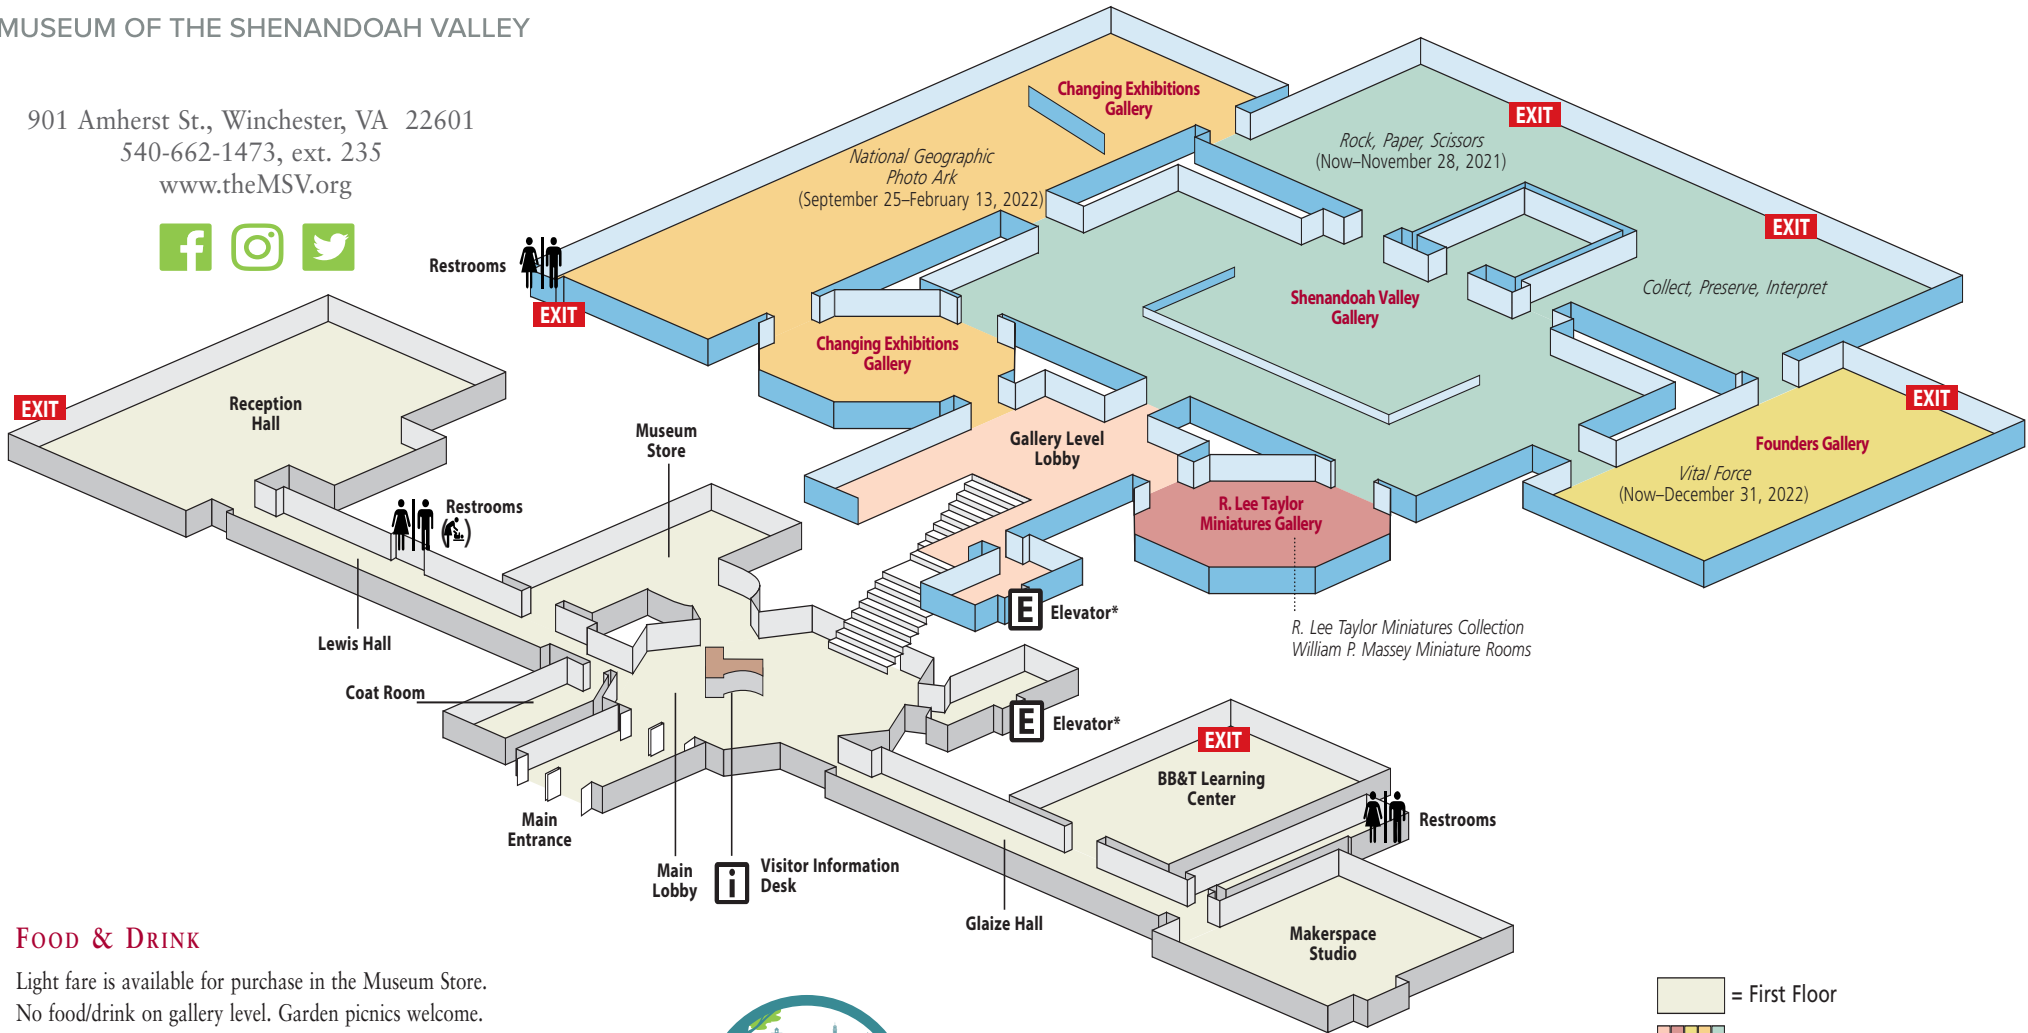 MUSEUM OF THE SHENANDOAH VALLEY
901 Amherst St., Winchester, VA 22601
540-662-1473, ext. 235
www.theMSV.org
Changing Exhibitions
Gallery
EXIT
National Geographic
Photo Ark
(September 25–February 13, 2022)
Rock, Paper, Scissors
(Now–November 28, 2021)
EXIT
Restrooms
EXIT
Shenandoah Valley
Gallery
Collect, Preserve, Interpret
Changing Exhibitions
Gallery
EXIT
Reception
Hall
EXIT
Museum
Store
Gallery Level
Lobby
Founders Gallery
Vital Force
(Now–December 31, 2022)
Restrooms
R. Lee Taylor
Miniatures Gallery
E
Elevator*
R. Lee Taylor Miniatures Collection
William P. Massey Miniature Rooms
Lewis Hall
Coat Room
E
Elevator*
EXIT
BB&T Learning
Center
Restrooms
Main
Entrance
Main
Lobby
i
Visitor Information
Desk
Glaize Hall
Makerspace
Studio
FOOD & DRINK
Light fare is available for purchase in the Museum Store.
No food/drink on gallery level. Garden picnics welcome.
= First Floor